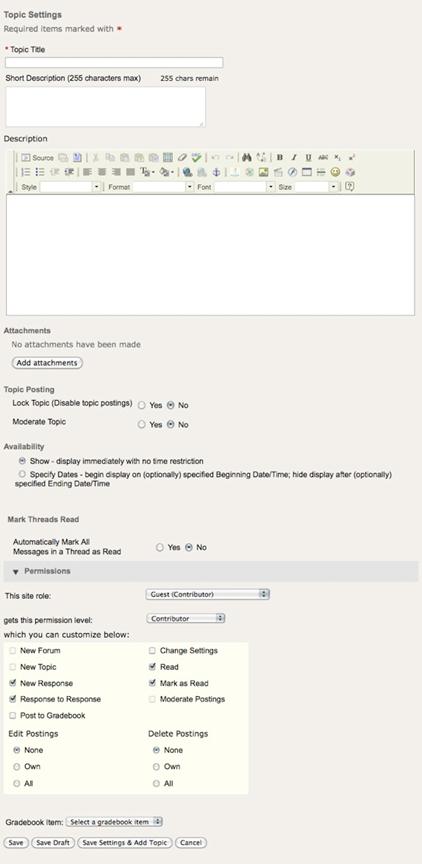 Topic Settings
Required items marked with *
* Topic Title
Short Description (255 characters max) 255 chars remain
Description
Source B I U ABC x₂ x²
Style Format Font Size
Attachments
No attachments have been made
Add attachments
Topic Posting
Lock Topic (Disable topic postings) Yes No
Moderate Topic Yes No
Availability
Show - display immediately with no time restriction
Specify Dates - begin display on (optionally) specified Beginning Date/Time; hide display after (optionally)
specified Ending Date/Time
Mark Threads Read
Automatically Mark All
Messages in a Thread as Read Yes No
Permissions
This site role: Guest (Contributor)
gets this permission level: Contributor
which you can customize below:
New Forum Change Settings
New Topic Read
New Response Mark as Read
Response to Response Moderate Postings
Post to Gradebook
Edit Postings Delete Postings
None None
Own Own
All All
Gradebook Item: Select a gradebook item
Save Save Draft Save Settings & Add Topic Cancel